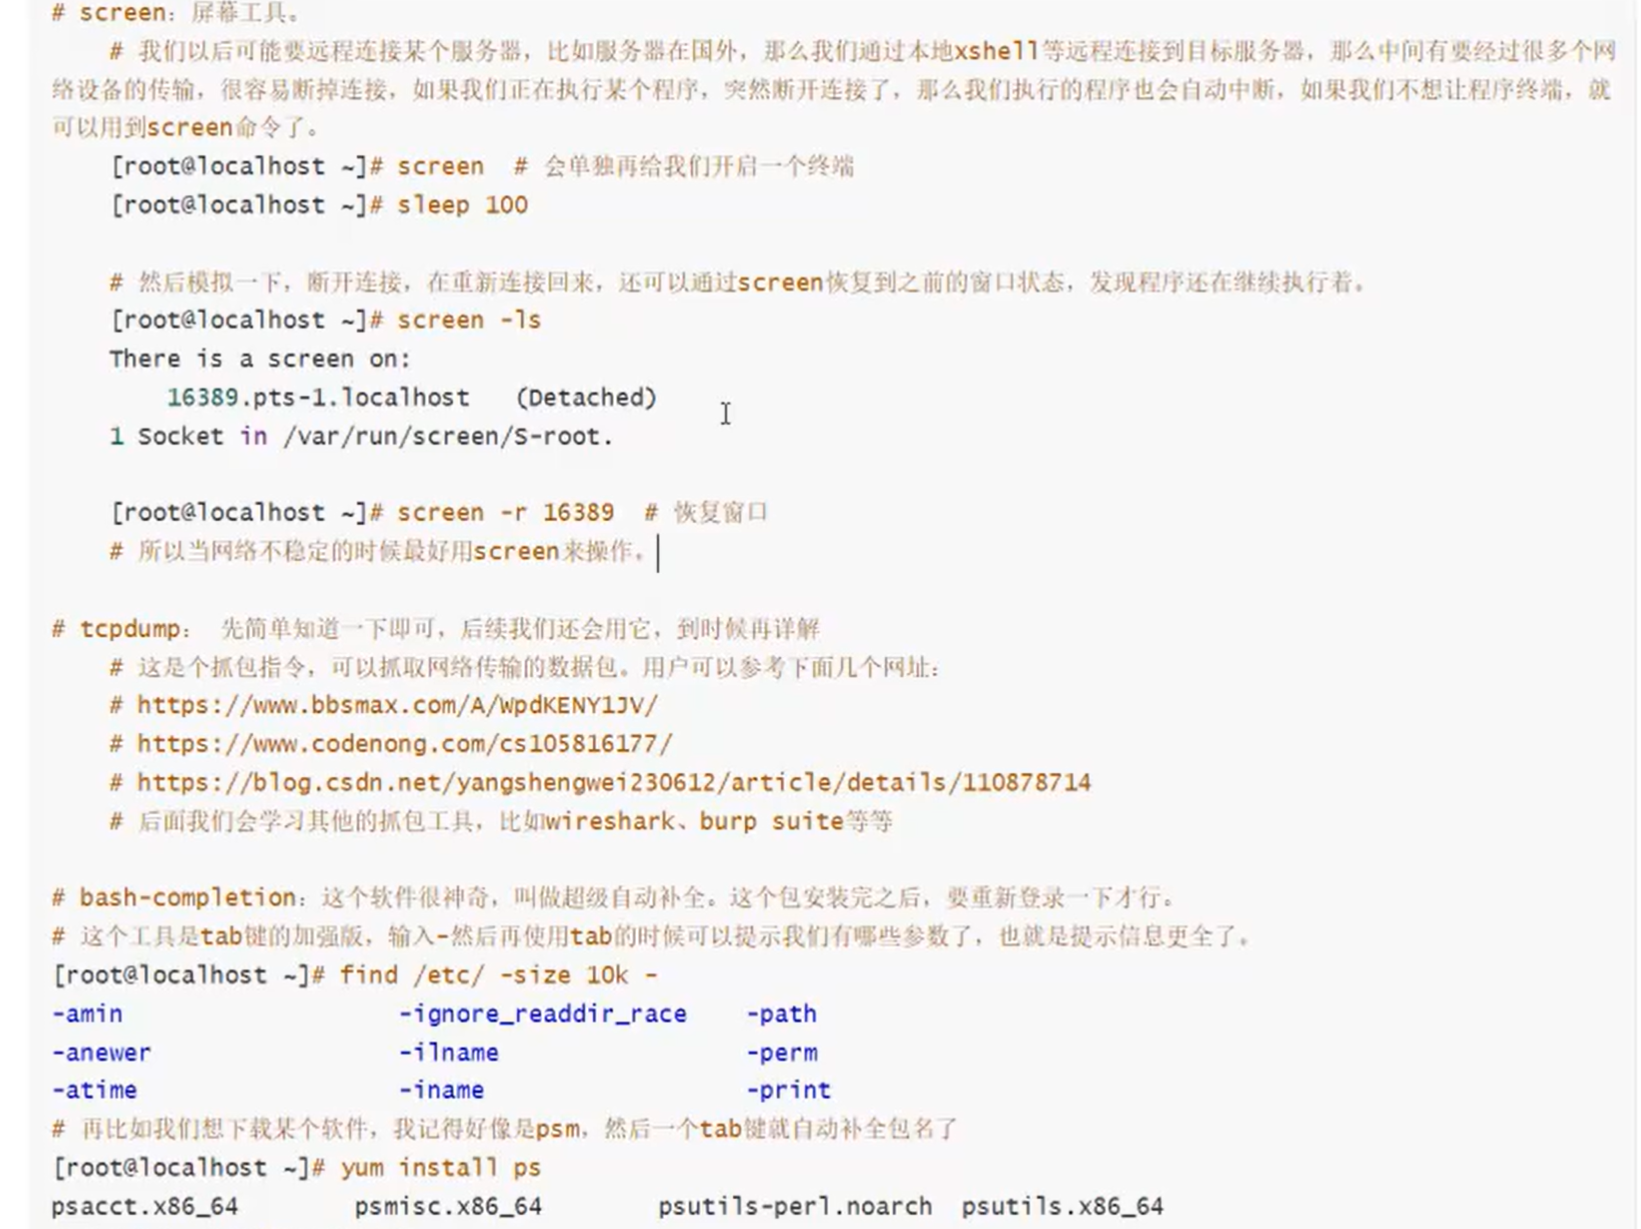 # screen：屏幕工具。
# 我们以后可能要远程连接某个服务器，比如服务器在国外，那么我们通过本地xshell等远程连接到目标服务器，那么中间有要经过很多个网
络设备的传输，很容易断掉连接，如果我们正在执行某个程序，突然断开连接了，那么我们执行的程序也会自动中断，如果我们不想让程序终端，就
可以用到screen命令了。
[root@localhost ~]# screen  # 会单独再给我们开启一个终端
[root@localhost ~]# sleep 100
# 然后模拟一下，断开连接，在重新连接回来，还可以通过screen恢复到之前的窗口状态，发现程序还在继续执行着。
[root@localhost ~]# screen -ls
There is a screen on:
16389.pts-1.localhost   (Detached)
1 Socket in /var/run/screen/S-root.
[root@localhost ~]# screen -r 16389  # 恢复窗口
# 所以当网络不稳定的时候最好用screen来操作。
# tcpdump： 先简单知道一下即可，后续我们还会用它，到时候再详解
# 这是个抓包指令，可以抓取网络传输的数据包。用户可以参考下面几个网址：
# https://www.bbsmax.com/A/WpdKENY1JV/
# https://www.codenong.com/cs105816177/
# https://blog.csdn.net/yangshengwei230612/article/details/110878714
# 后面我们会学习其他的抓包工具，比如wireshark、burp suite等等
# bash-completion：这个软件很神奇，叫做超级自动补全。这个包安装完之后，要重新登录一下才行。
# 这个工具是tab键的加强版，输入-然后再使用tab的时候可以提示我们有哪些参数了，也就是提示信息更全了。
[root@localhost ~]# find /etc/ -size 10k -
-amin                   -ignore_readdir_race    -path
-anewer                 -ilname                 -perm
-atime                  -iname                  -print
# 再比如我们想下载某个软件，我记得好像是psm，然后一个tab键就自动补全包名了
[root@localhost ~]# yum install ps
psacct.x86_64        psmisc.x86_64        psutils-perl.noarch  psutils.x86_64